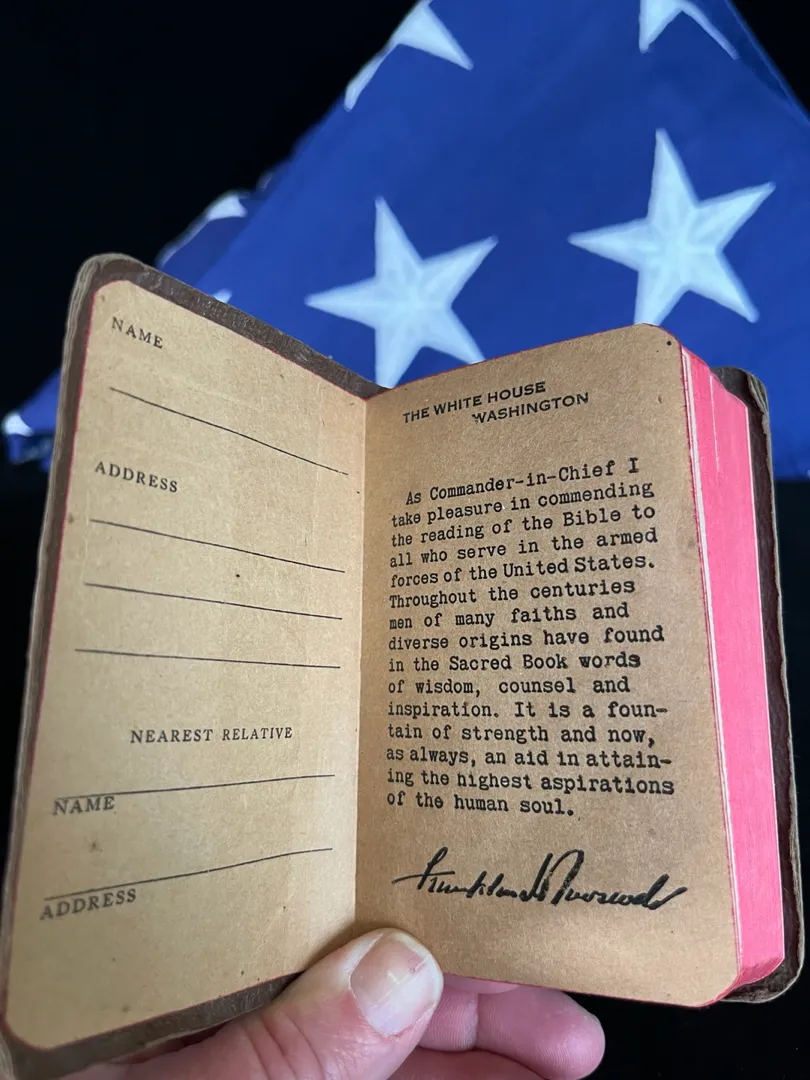 NAME
ADDRESS
NEAREST RELATIVE
NAME
ADDRESS
THE WHITE HOUSE
WASHINGTON
As Commander-in-Chief I
take pleasure in commending
the reading of the Bible to
all who serve in the armed
forces of the United States.
Throughout the centuries
men of many faiths and
diverse origins have found
in the Sacred Book words
of wisdom, counsel and
inspiration. It is a foun-
tain of strength and now,
as always, an aid in attain-
ing the highest aspirations
of the human soul.
Franklin D Roosevelt